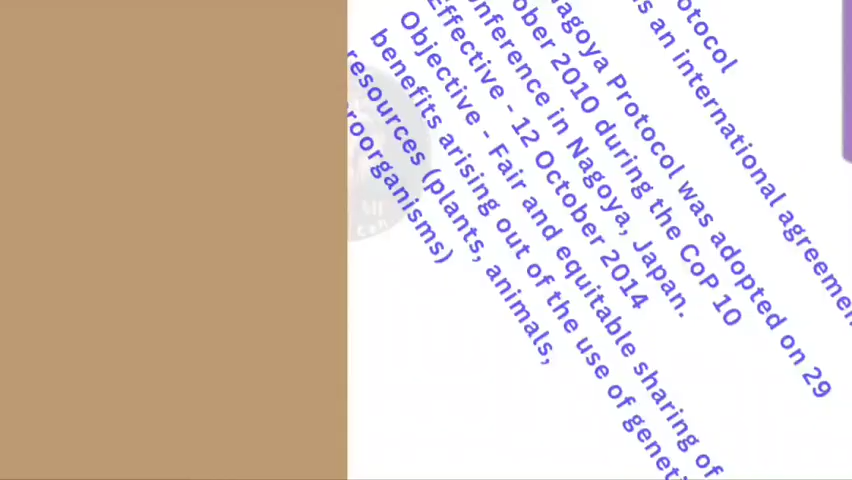 otocol
s an international agreemen
Nagoya Protocol was adopted on 29
ober 2010 during the CoP 10
nference in Nagoya, Japan.
Effective - 12 October 2014
Objective - Fair and equitable sharing of
benefits arising out of the use of geneti
resources (plants, animals,
roorganisms)